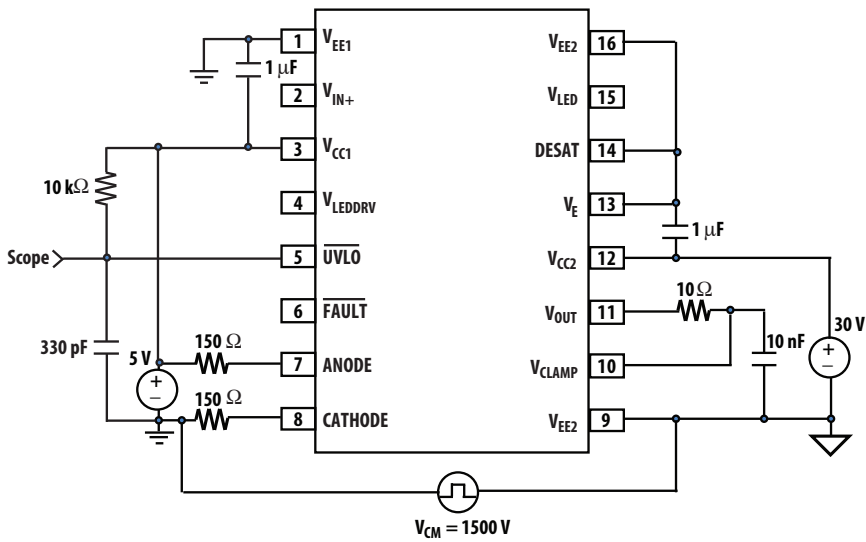 1 V_EE1
V_EE2 16
1 μF
2 V_IN+
V_LED 15
3 V_CC1
DESAT 14
10 kΩ
4 V_LEDDRV
V_E 13
1 μF
Scope
5 U̅V̅L̅O̅
V_CC2 12
10 Ω
6 F̅A̅U̅L̅T̅
V_OUT 11
30 V
330 pF
5 V
150 Ω
10 nF
+
−
7 ANODE
V_CLAMP 10
+
−
150 Ω
8 CATHODE
V_EE2 9
V_CM = 1500 V